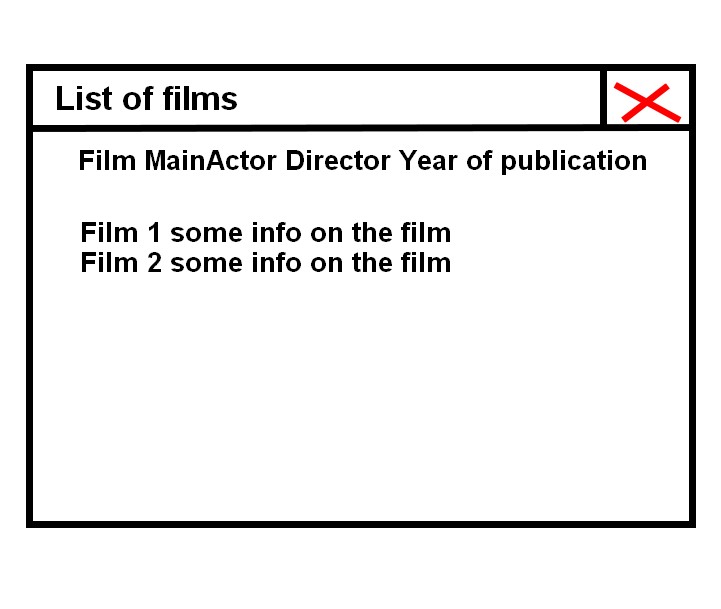 List of films
Film MainActor Director Year of publication
Film 1 some info on the film
Film 2 some info on the film